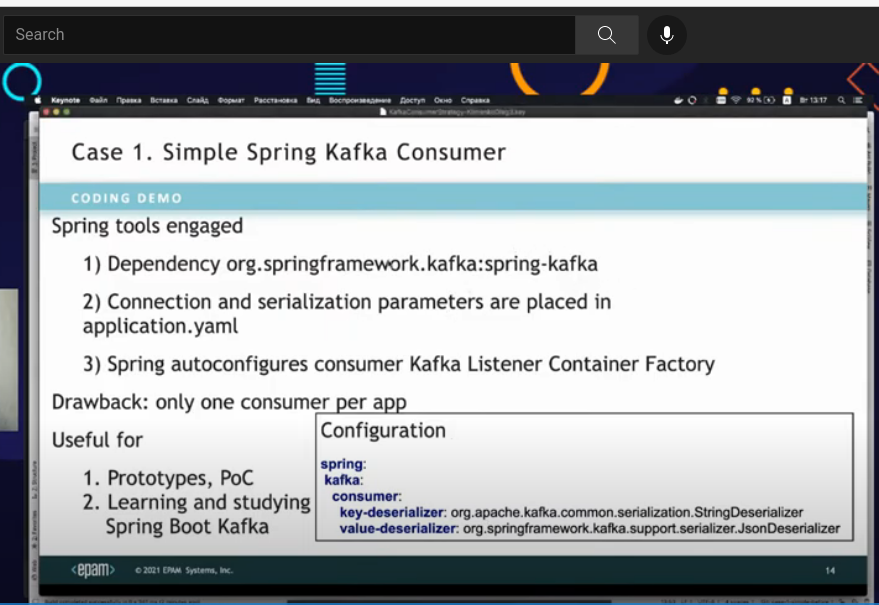 Search
Keynote Файл Правка Вставка Слайд Формат Расстановка Вид Воспроизведение Доступ Окно Справка
Вт 13:17
Case 1. Simple Spring Kafka Consumer
CODING DEMO
Spring tools engaged
1) Dependency org.springframework.kafka:spring-kafka
2) Connection and serialization parameters are placed in
application.yaml
3) Spring autoconfigures consumer Kafka Listener Container Factory
Drawback: only one consumer per app
Useful for
1. Prototypes, PoC
2. Learning and studying
Spring Boot Kafka
Configuration
spring:
kafka:
consumer:
key-deserializer: org.apache.kafka.common.serialization.StringDeserializer
value-deserializer: org.springframework.kafka.support.serializer.JsonDeserializer
<epam> © 2021 EPAM Systems, Inc. 14